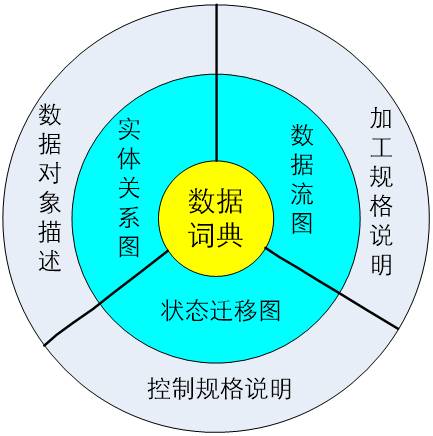 数据对象描述
实体关系图
数据
词典
数据流图
加工规格说明
状态迁移图
控制规格说明